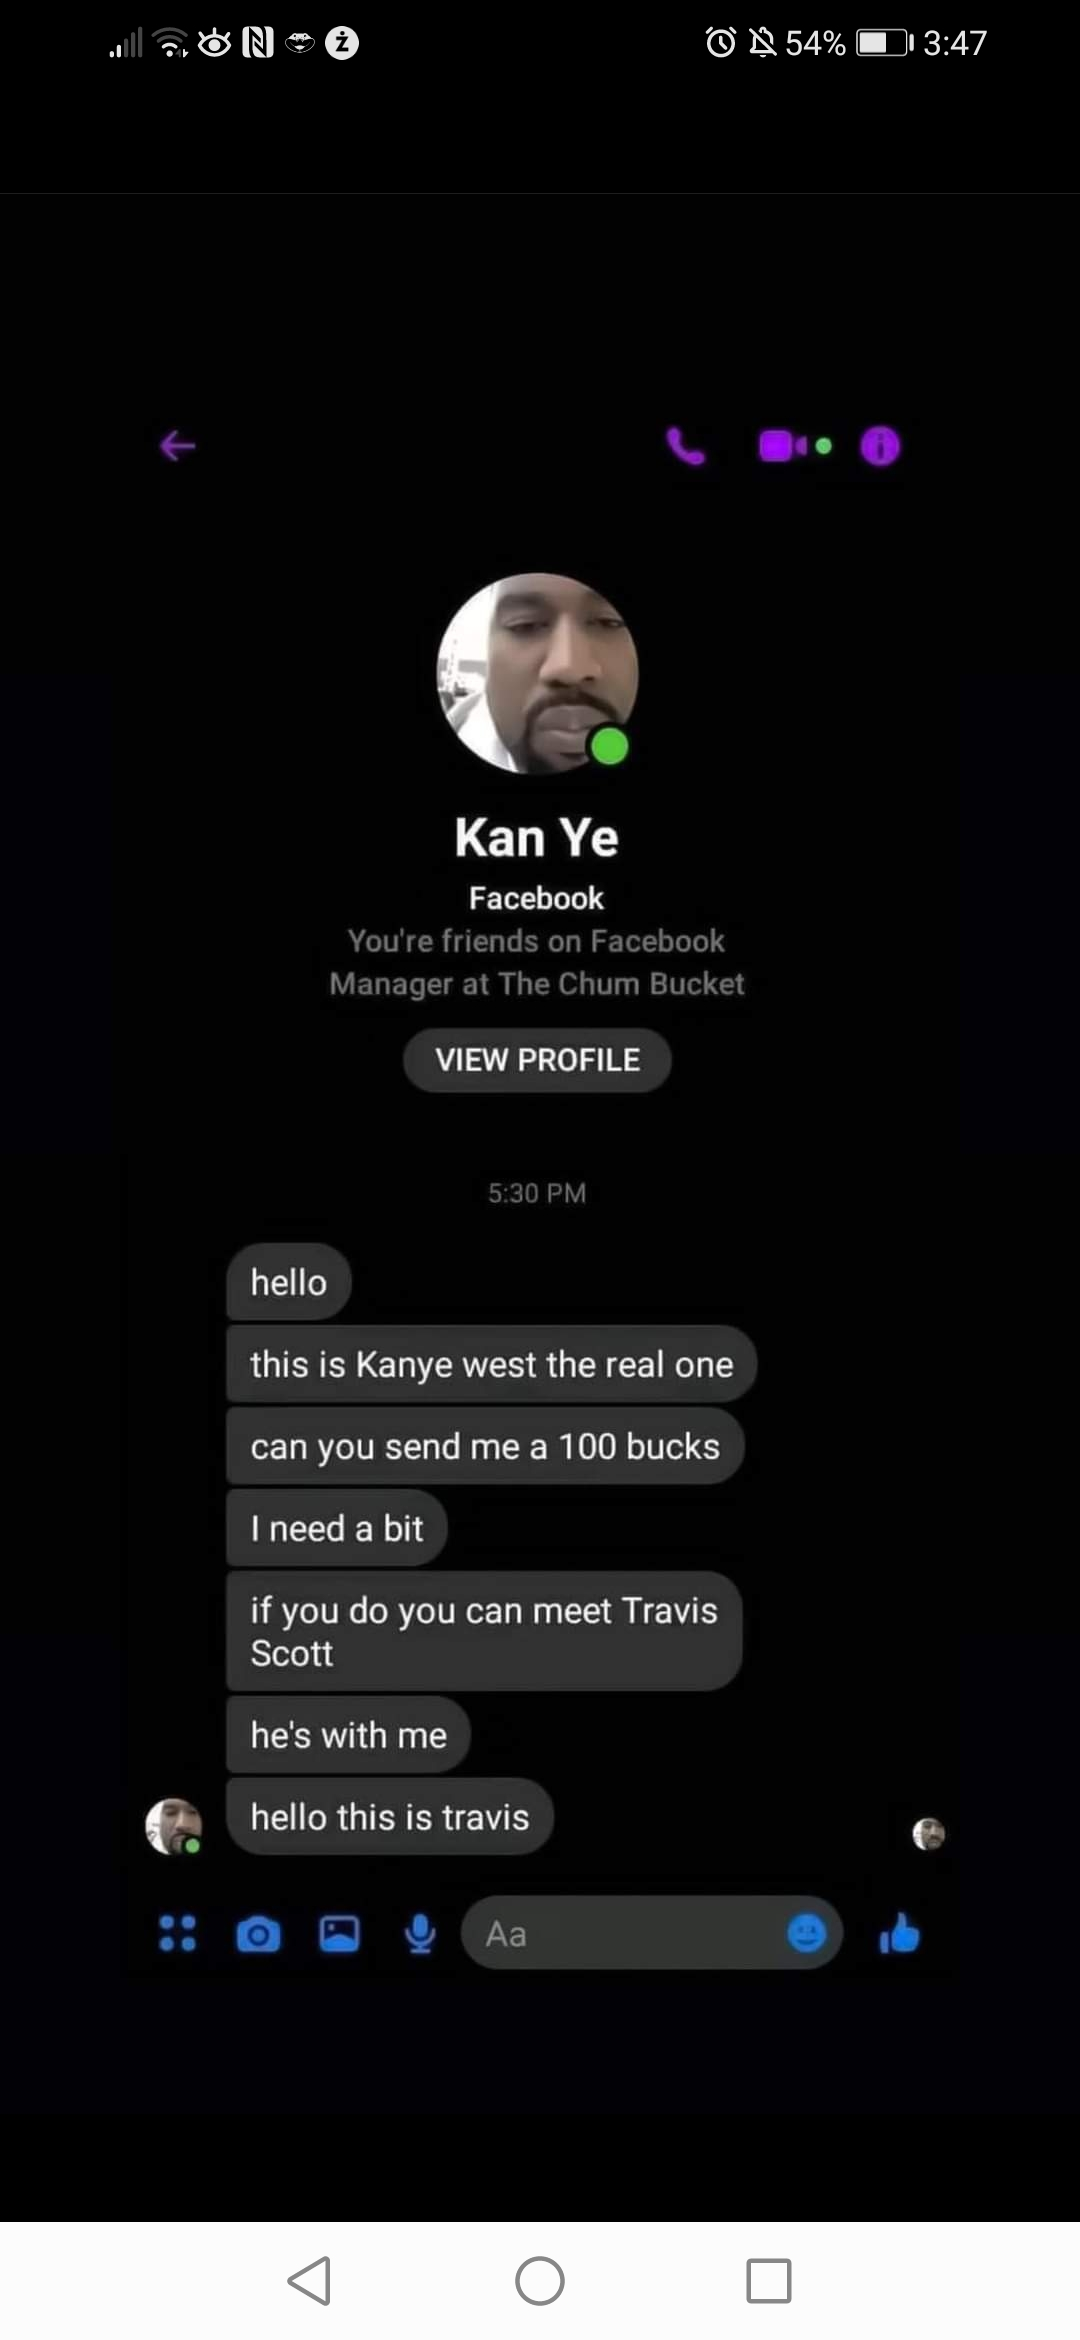 54% 3:47
Kan Ye
Facebook
You're friends on Facebook
Manager at The Chum Bucket
VIEW PROFILE
5:30 PM
hello
this is Kanye west the real one
can you send me a 100 bucks
I need a bit
if you do you can meet Travis
Scott
he's with me
hello this is travis
Aa